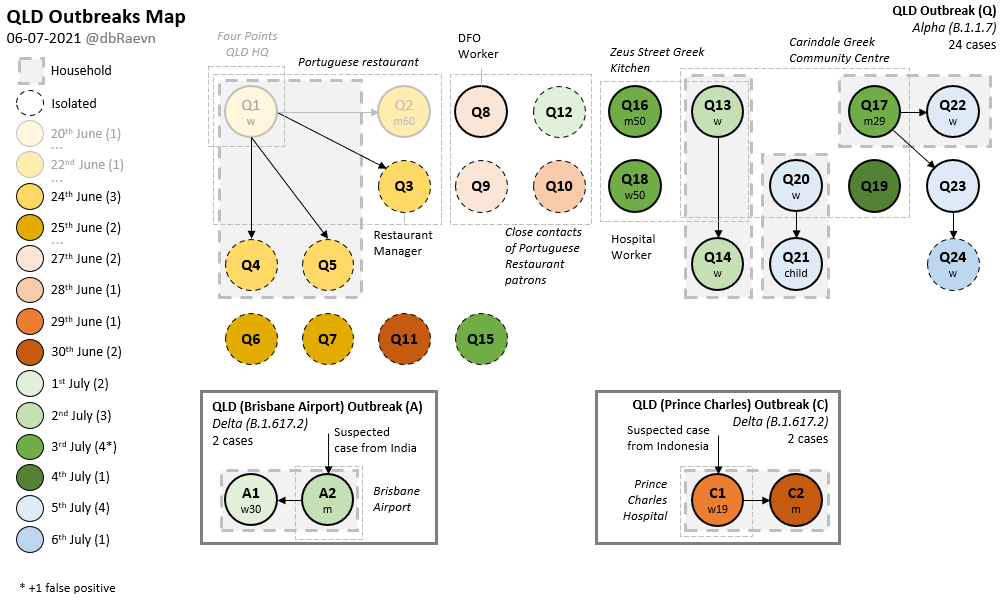 QLD Outbreaks Map
06-07-2021 @dbRaevn
QLD Outbreak (Q)
Alpha (B.1.1.7)
24 cases
Household
Isolated
20th June (1)
...
22nd June (1)
...
24th June (3)
25th June (2)
...
27th June (2)
28th June (1)
29th June (1)
30th June (2)
1st July (2)
2nd July (3)
3rd July (4*)
4th July (1)
5th July (4)
6th July (1)
* +1 false positive
Four Points
QLD HQ
Portuguese restaurant
DFO
Worker
Zeus Street Greek
Kitchen
Carindale Greek
Community Centre
Q1
w
Q2
m60
Q8
Q12
Q16
m50
Q13
w
Q17
m29
Q22
w
Q3
Q9
Q10
Q18
w50
Q20
w
Q19
Q23
Restaurant
Manager
Close contacts
of Portuguese
Restaurant
patrons
Hospital
Worker
Q4
Q5
Q14
w
Q21
child
Q24
w
Q6
Q7
Q11
Q15
QLD (Brisbane Airport) Outbreak (A)
Delta (B.1.617.2)
2 cases
Suspected
case from India
A1
w30
A2
m
Brisbane
Airport
QLD (Prince Charles) Outbreak (C)
Delta (B.1.617.2)
2 cases
Suspected case
from Indonesia
Prince
Charles
Hospital
C1
w19
C2
m